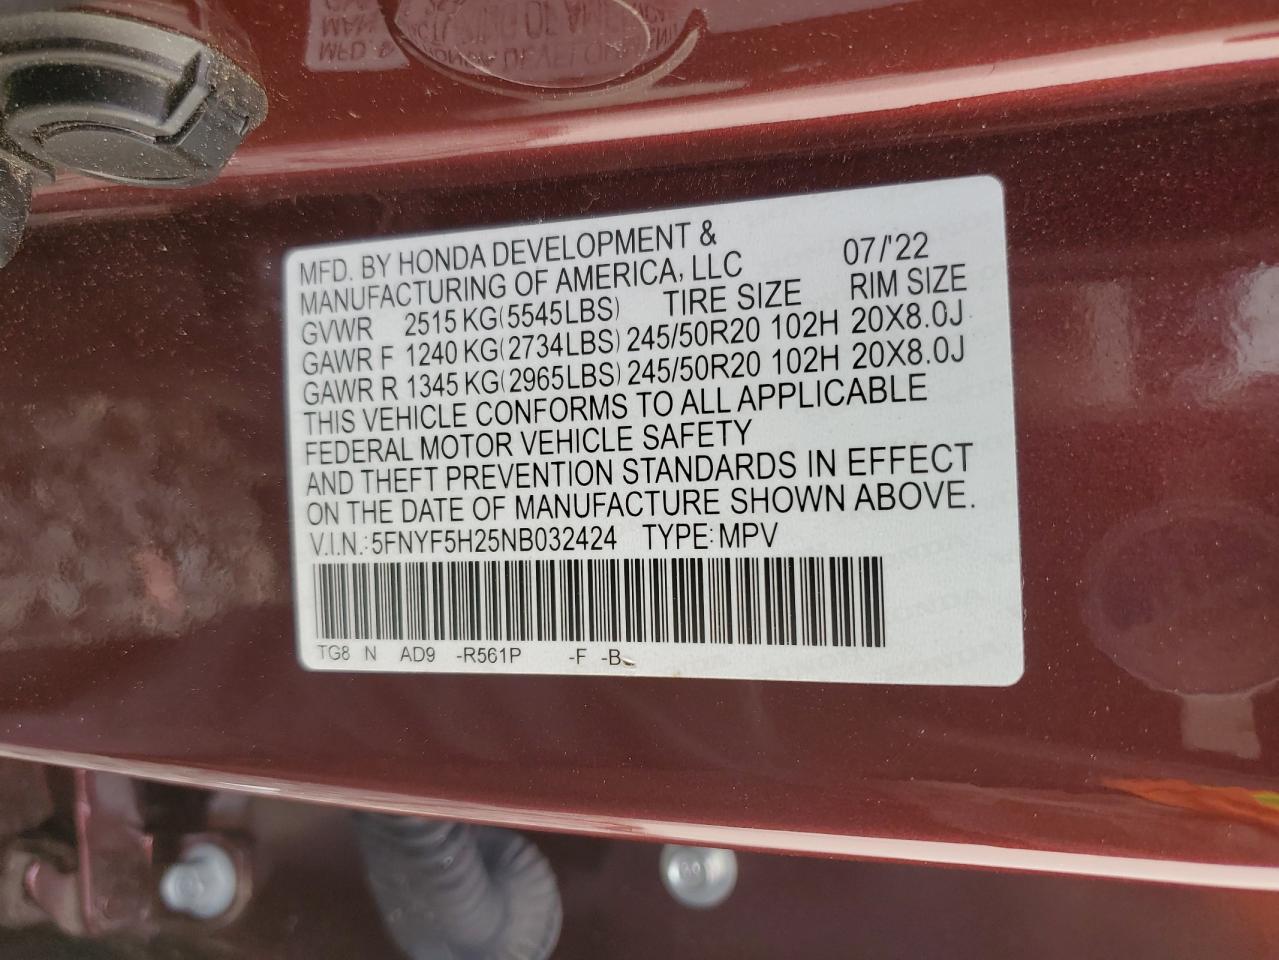 MFD. BY HONDA DEVELOPMENT &
MANUFACTURING OF AMERICA, LLC 07/'22
GVWR 2515 KG(5545LBS) TIRE SIZE RIM SIZE
GAWR F 1240 KG(2734LBS) 245/50R20 102H 20X8.0J
GAWR R 1345 KG(2965LBS) 245/50R20 102H 20X8.0J
THIS VEHICLE CONFORMS TO ALL APPLICABLE
FEDERAL MOTOR VEHICLE SAFETY
AND THEFT PREVENTION STANDARDS IN EFFECT
ON THE DATE OF MANUFACTURE SHOWN ABOVE.
V.I.N.: 5FNYF5H25NB032424 TYPE: MPV
TG8 N AD9 -R561P -F -B